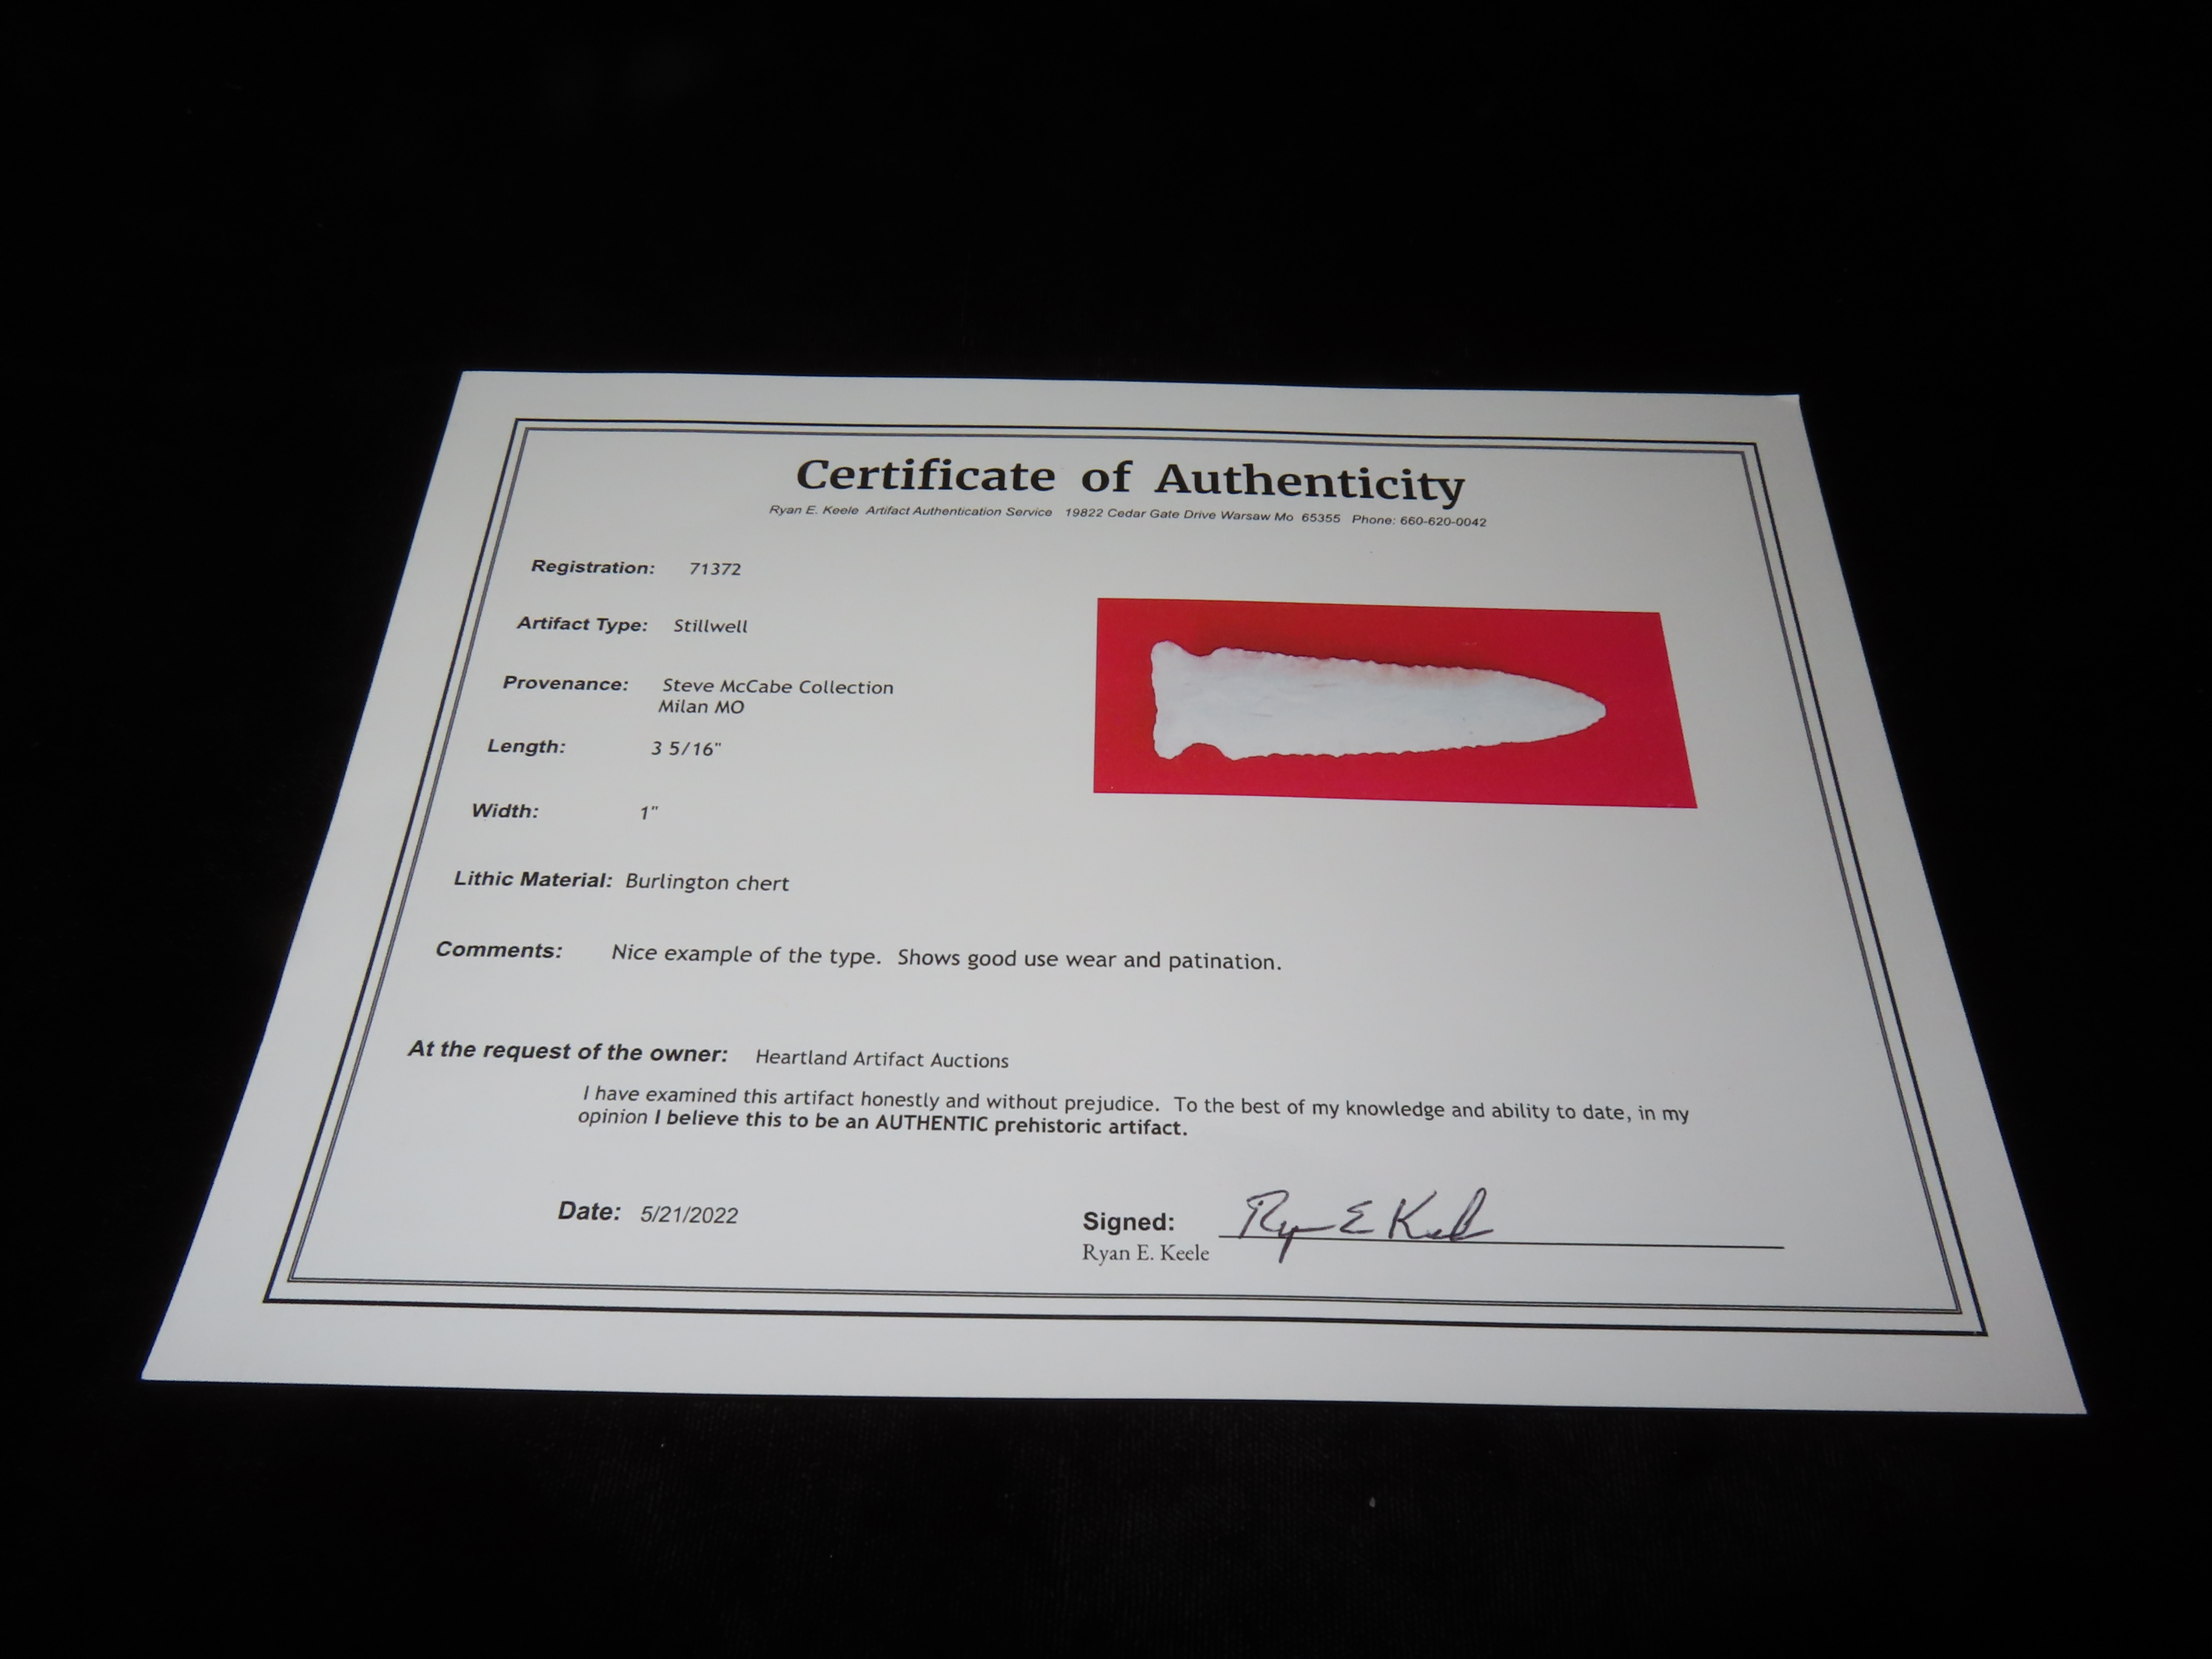 Certificate of Authenticity
Ryan E. Keele Artifact Authentication Service 19822 Cedar Gate Drive Warsaw Mo 65355 Phone: 660-620-0042
Registration: 71372
Artifact Type: Stillwell
Provenance: Steve McCabe Collection
Milan MO
Length: 3 5/16"
Width: 1"
Lithic Material: Burlington chert
Comments: Nice example of the type. Shows good use wear and patination.
At the request of the owner: Heartland Artifact Auctions
I have examined this artifact honestly and without prejudice. To the best of my knowledge and ability to date, in my
opinion I believe this to be an AUTHENTIC prehistoric artifact.
Date: 5/21/2022
Signed: Ryan E Keele
Ryan E. Keele